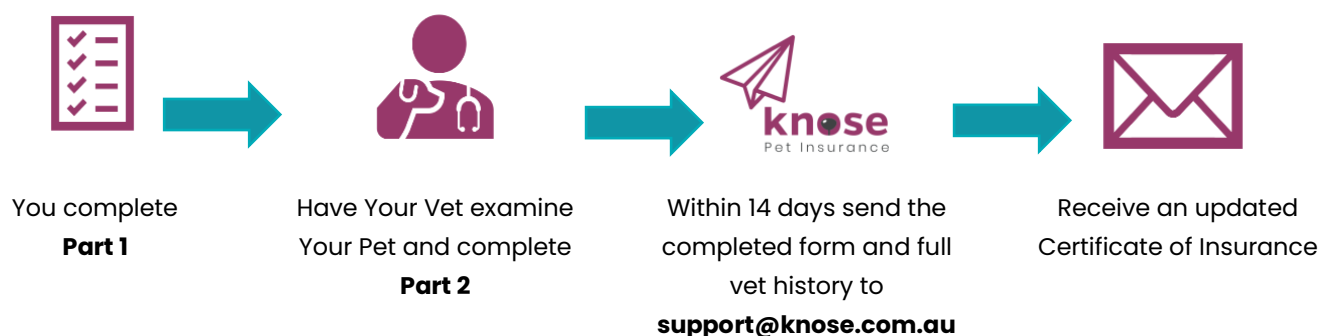 knose
Pet Insurance
You complete
Part 1
Have Your Vet examine
Your Pet and complete
Part 2
Within 14 days send the
completed form and full
vet history to
support@knose.com.au
Receive an updated
Certificate of Insurance